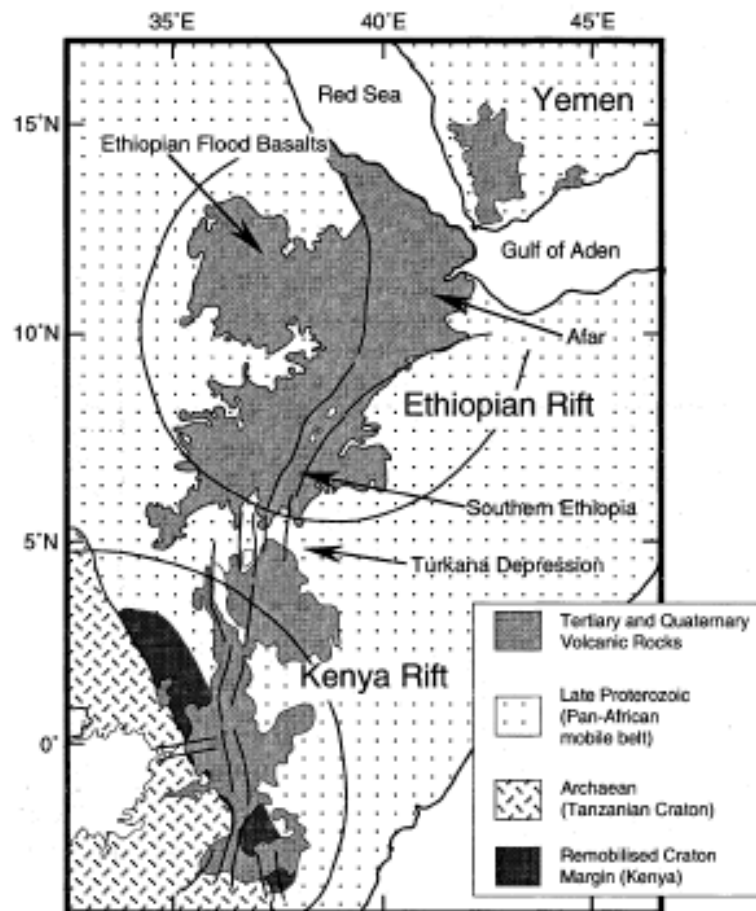 35°E 40°E 45°E
Red Sea
Yemen
15°N
Ethiopian Flood Basalts
Gulf of Aden
10°N
Afar
Ethiopian Rift
Southern Ethiopia
5°N
Turkana Depression
Tertiary and Quaternary
Volcanic Rocks
Kenya Rift
Late Proterozoic
(Pan-African
mobile belt)
0°
Archaean
(Tanzanian Craton)
Remobilised Craton
Margin (Kenya)